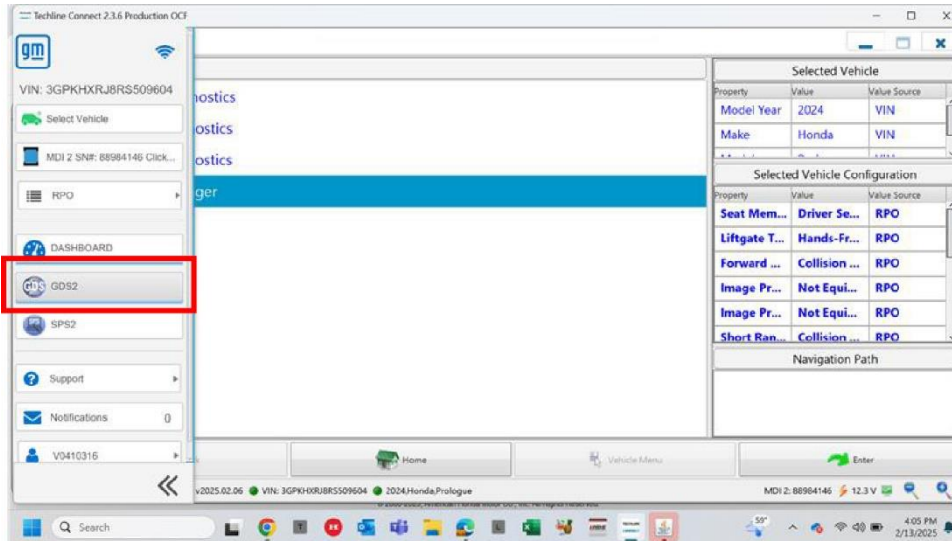 Techline Connect 2.3.6 Production OCF
gm
VIN: 3GPKHXRJ8RS509604
Select Vehicle
MDI 2 SN#: 88984146 Click...
RPO
DASHBOARD
GDS2
SPS2
Support
Notifications 0
V0410316
nostics
ostics
ostics
ger
Selected Vehicle
Property Value Value Source
Model Year 2024 VIN
Make Honda VIN
Selected Vehicle Configuration
Property Value Value Source
Seat Mem... Driver Se... RPO
Liftgate T... Hands-Fr... RPO
Forward ... Collision ... RPO
Image Pr... Not Equi... RPO
Image Pr... Not Equi... RPO
Short Ran... Collision ... RPO
Navigation Path
Home
Vehicle Menu
Enter
v2025.02.06 VIN: 3GPKHXRJ8RS509604 2024,Honda,Prologue MDI 2: 88984146 12.3 V
Search
59°
4:05 PM
2/13/2025